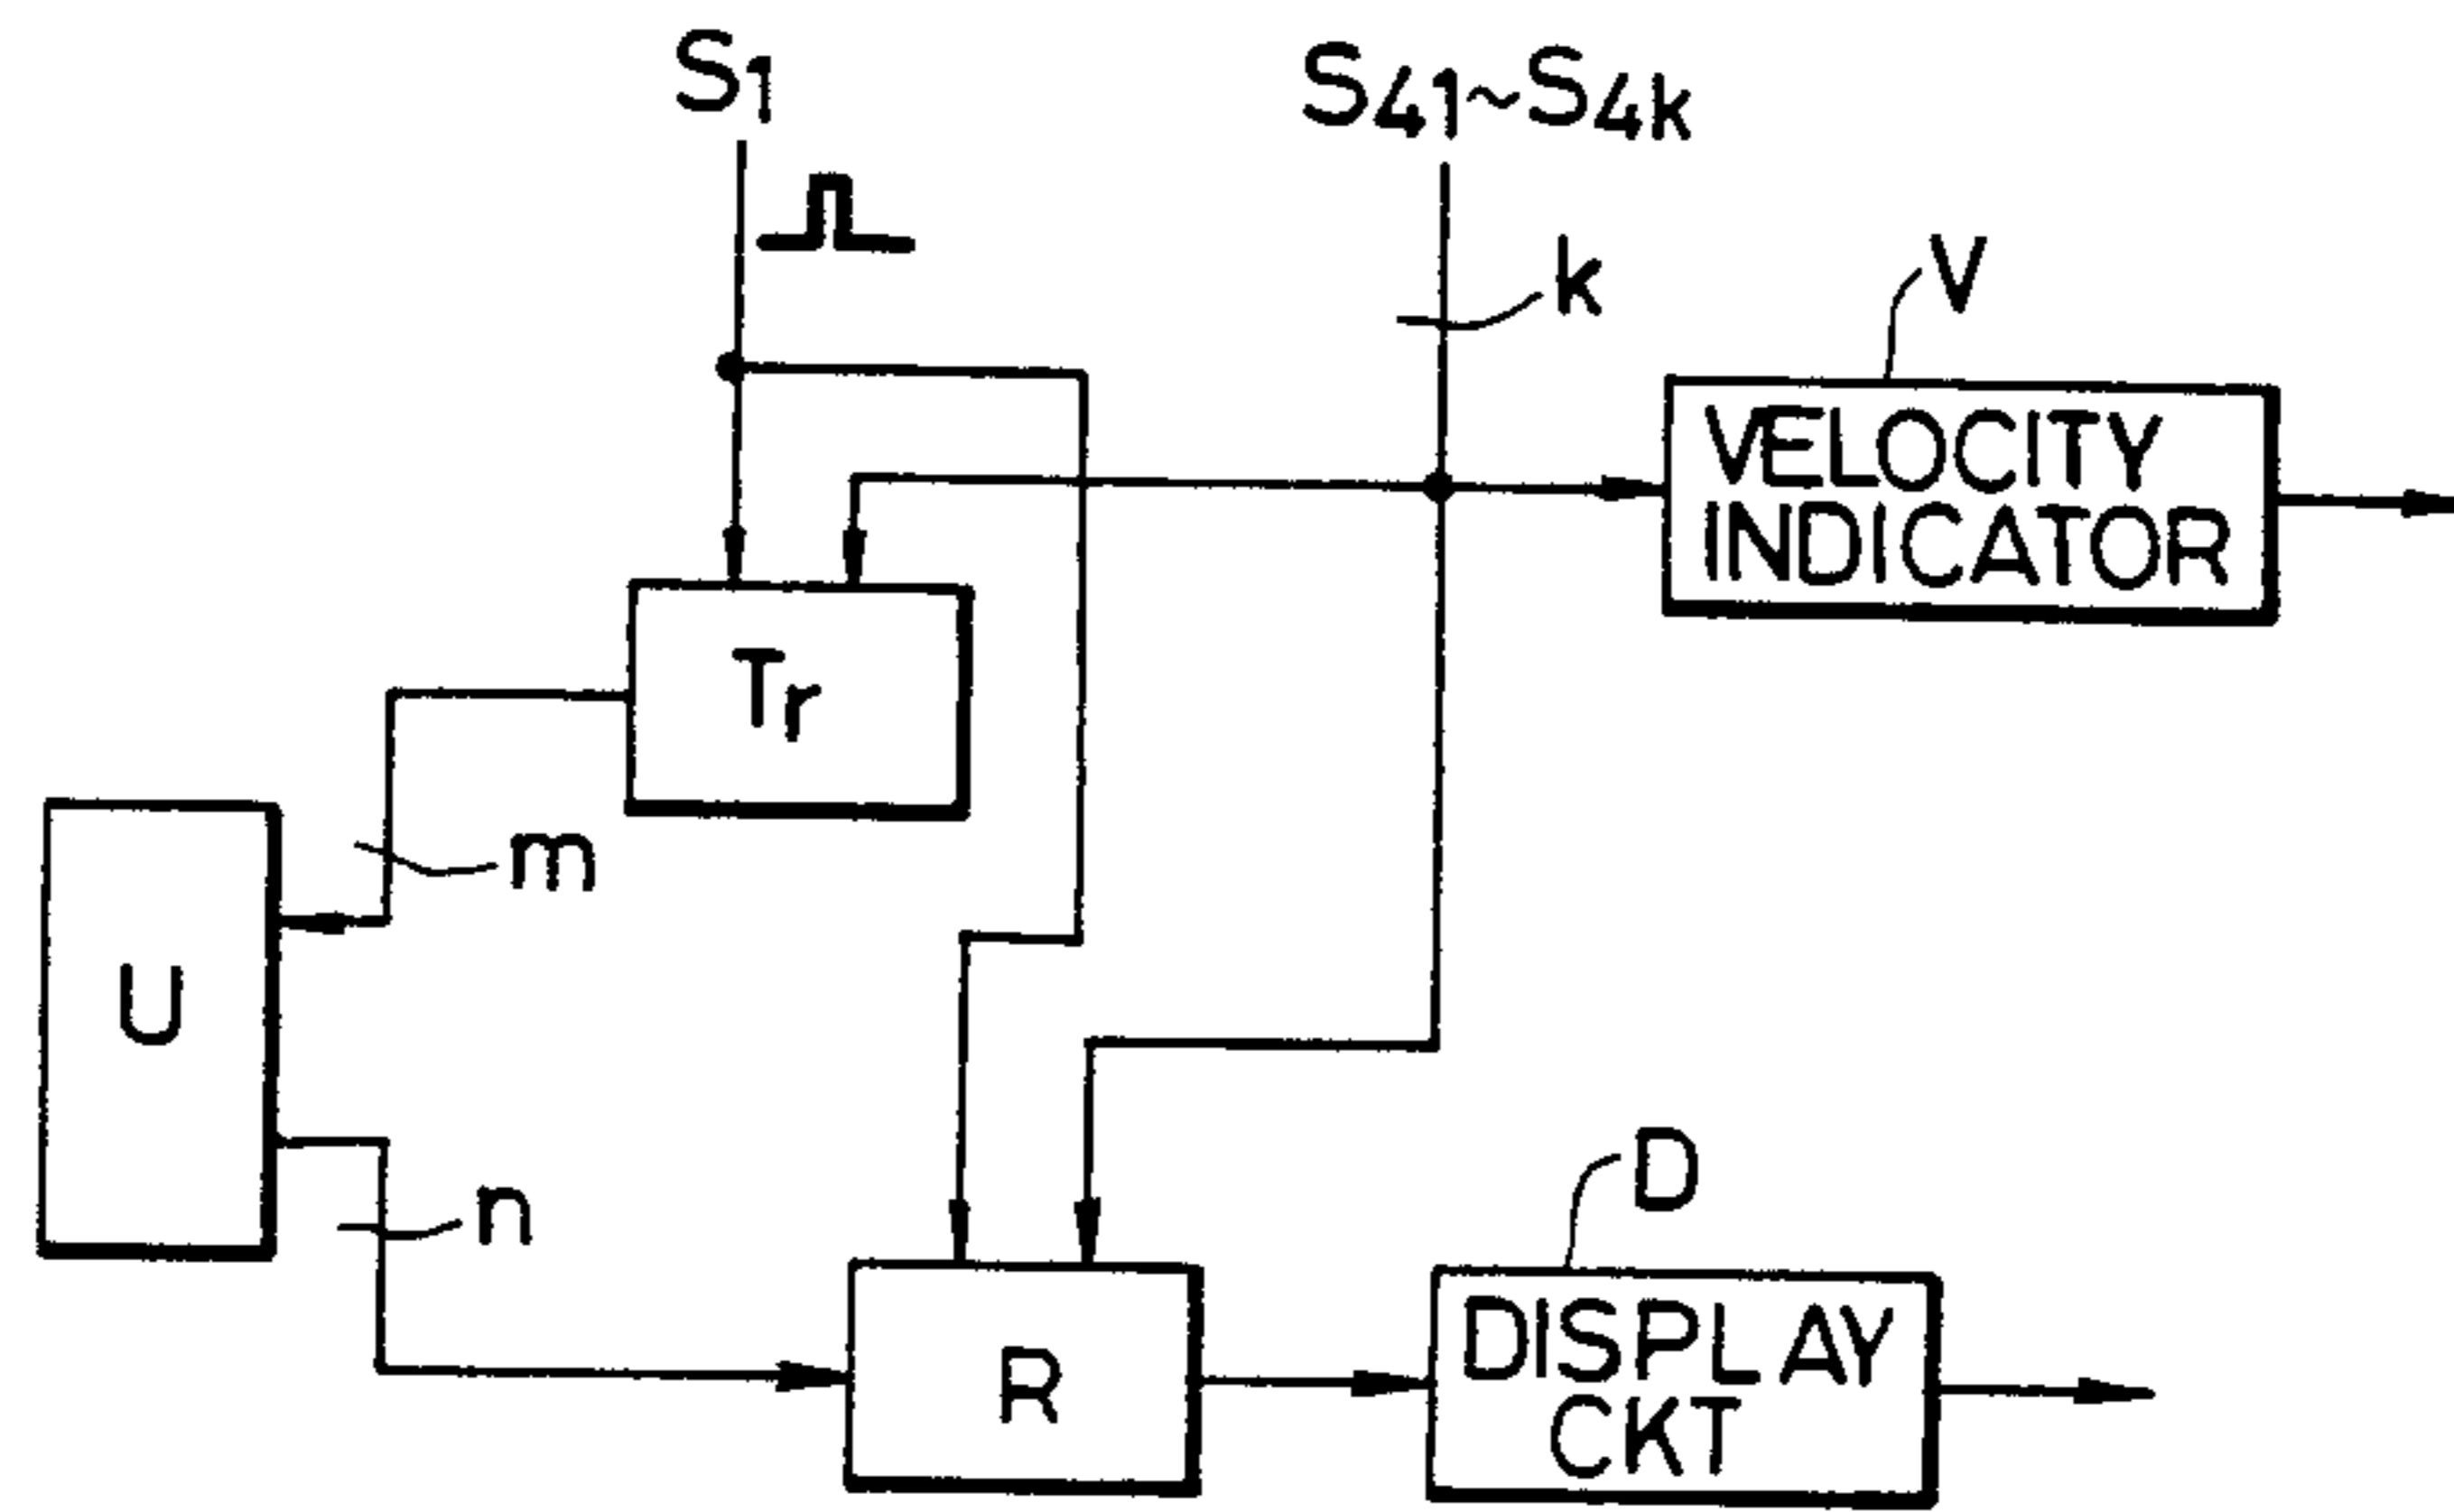 S1
S41~S4k
k
V
VELOCITY
INDICATOR
Tr
m
U
n
D
R
DISPLAY
CKT